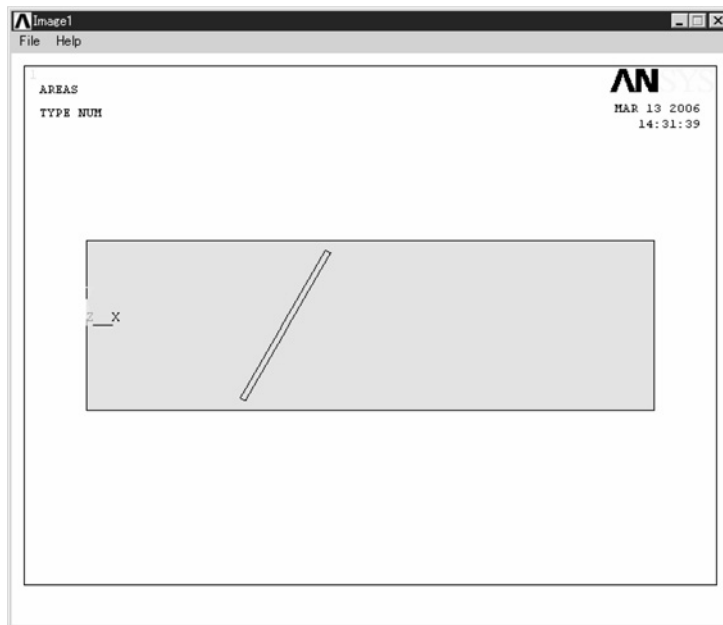 Image1
File Help
1
AREAS
TYPE NUM
ANSYS
MAR 13 2006
14:31:39
Z X